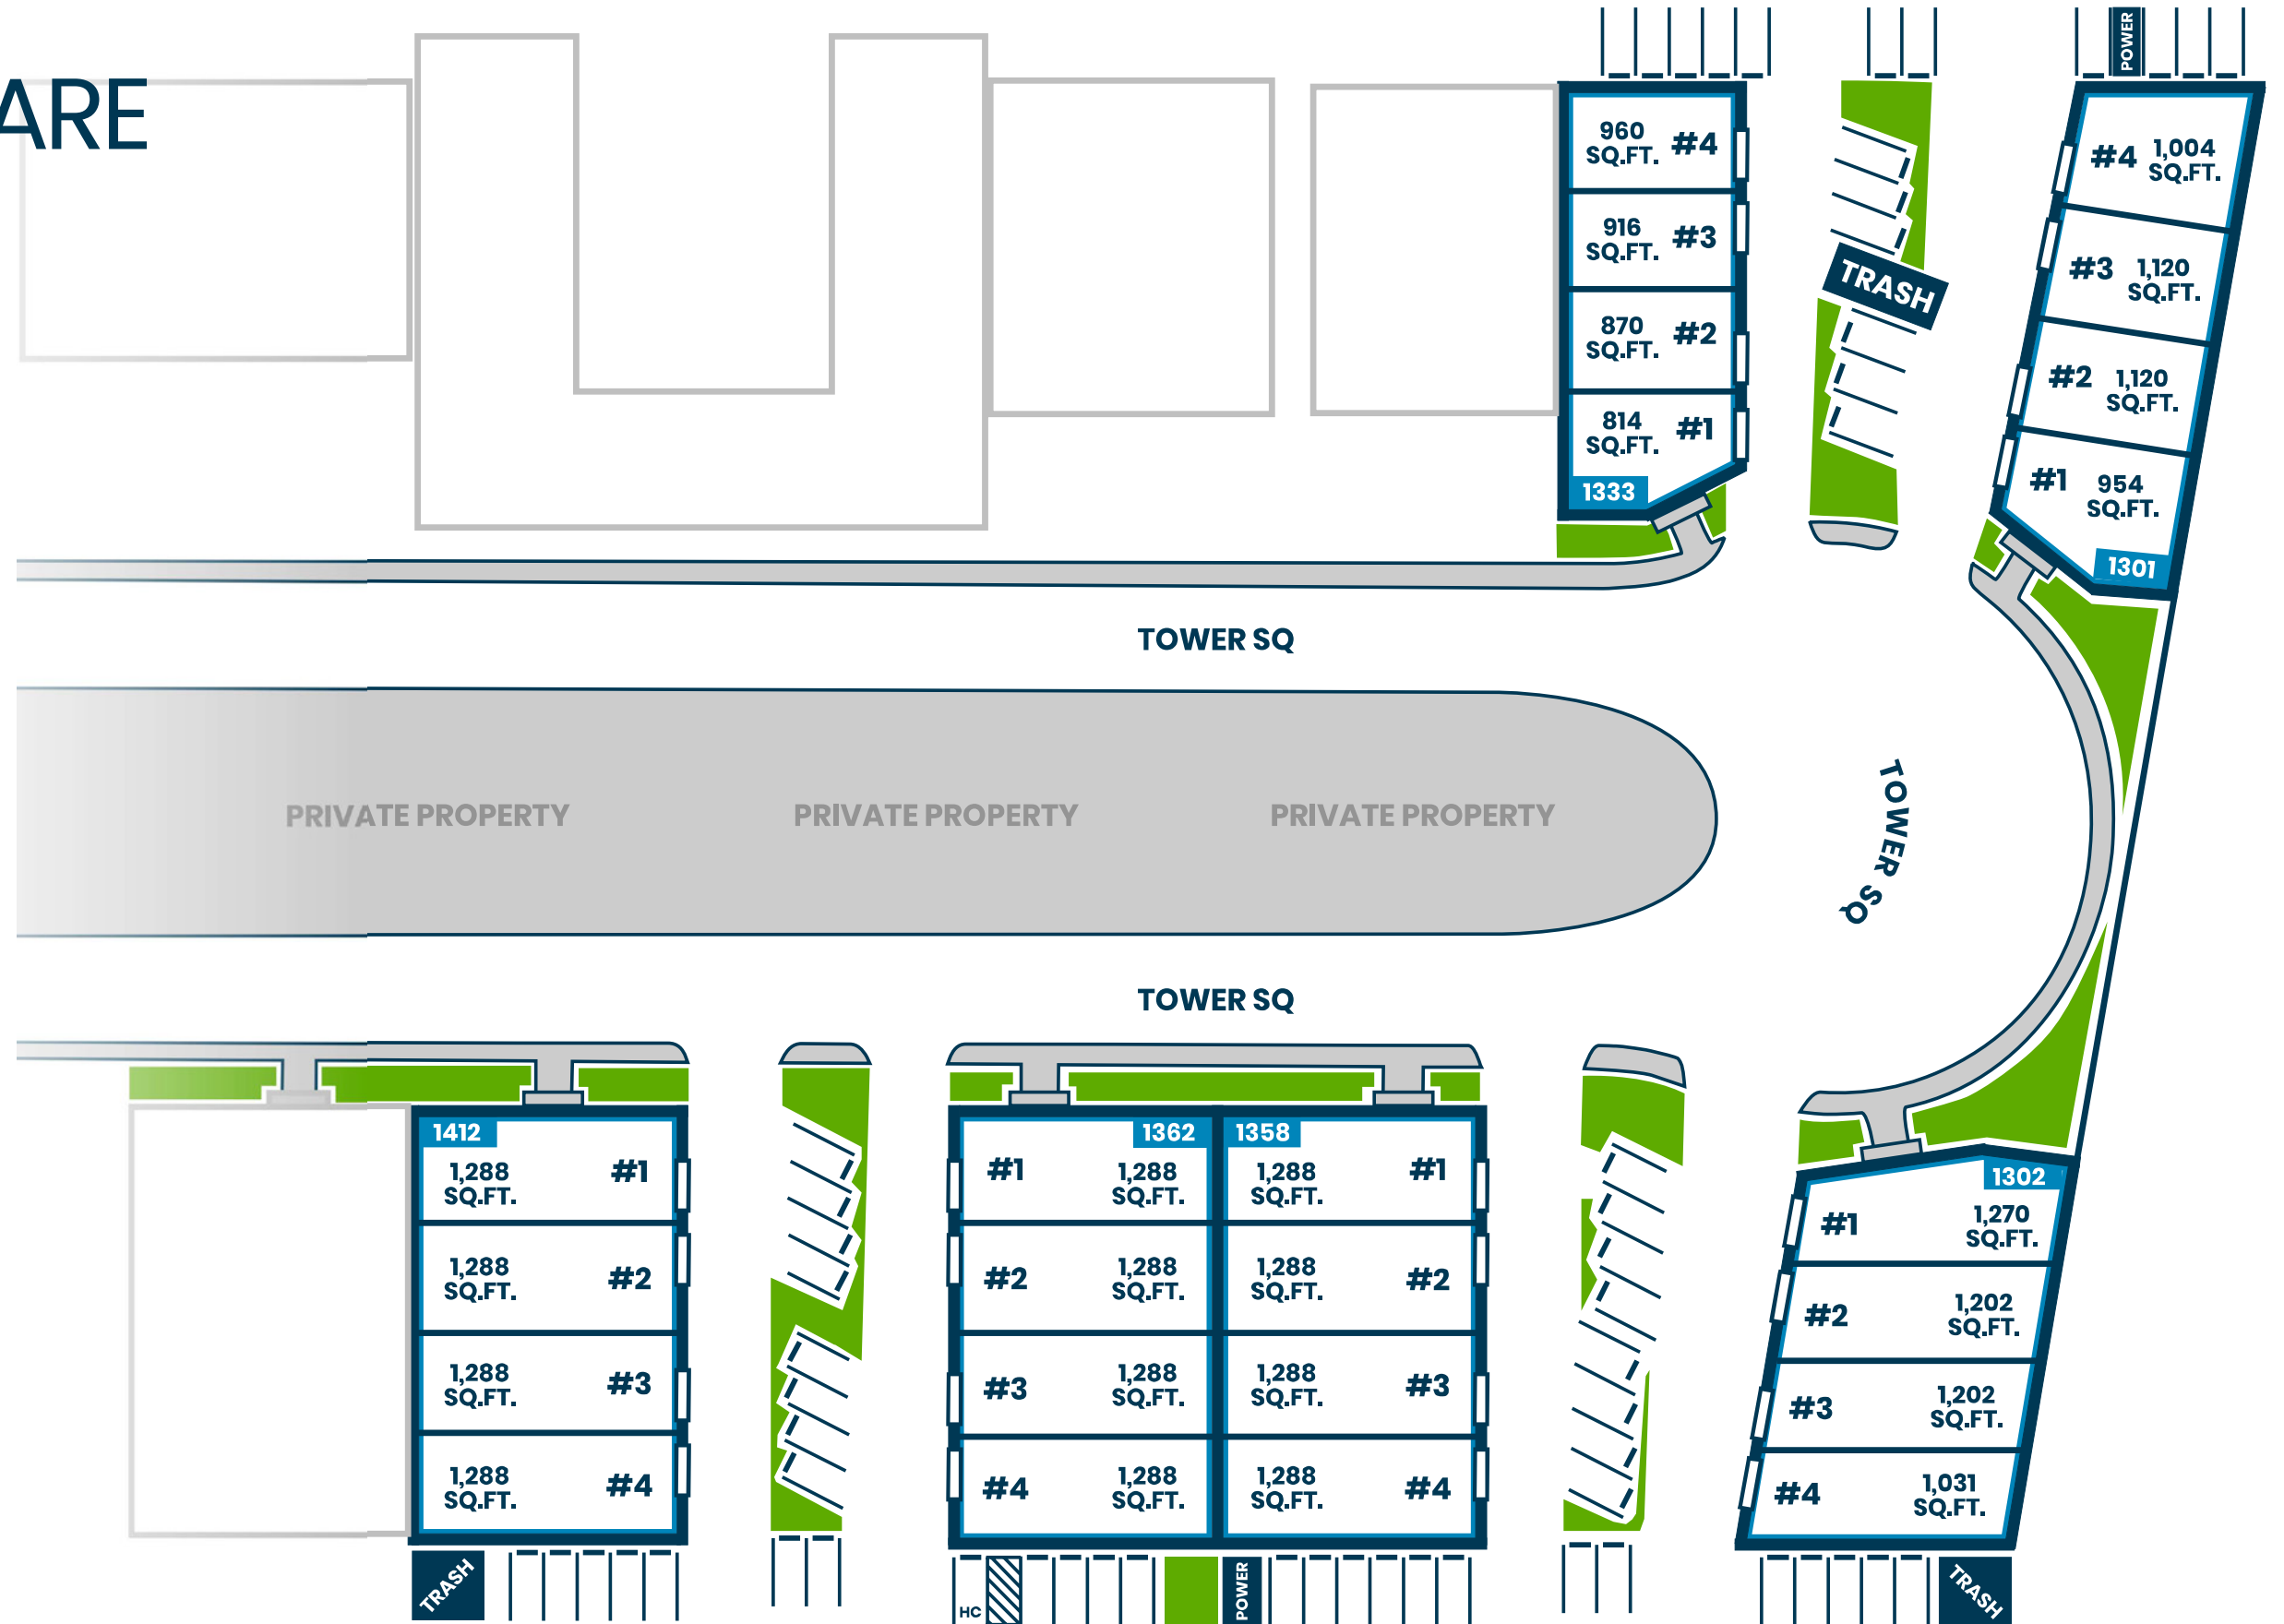 ARE
POWER
960
SQ.FT. #4
916
SQ.FT. #3
870
SQ.FT. #2
814
SQ.FT. #1
1333
TRASH
#4 1,004
SQ.FT.
#3 1,120
SQ.FT.
#2 1,120
SQ.FT.
#1 954
SQ.FT.
1301
TOWER SQ
PRIVATE PROPERTY PRIVATE PROPERTY PRIVATE PROPERTY
TOWER SQ
TOWER SQ
1412
1,288
SQ.FT. #1
1,288
SQ.FT. #2
1,288
SQ.FT. #3
1,288
SQ.FT. #4
TRASH
1362
#1 1,288
SQ.FT.
#2 1,288
SQ.FT.
#3 1,288
SQ.FT.
#4 1,288
SQ.FT.
1358
1,288
SQ.FT. #1
1,288
SQ.FT. #2
1,288
SQ.FT. #3
1,288
SQ.FT. #4
HC
POWER
1302
#1 1,270
SQ.FT.
#2 1,202
SQ.FT.
#3 1,202
SQ.FT.
#4 1,031
SQ.FT.
TRASH